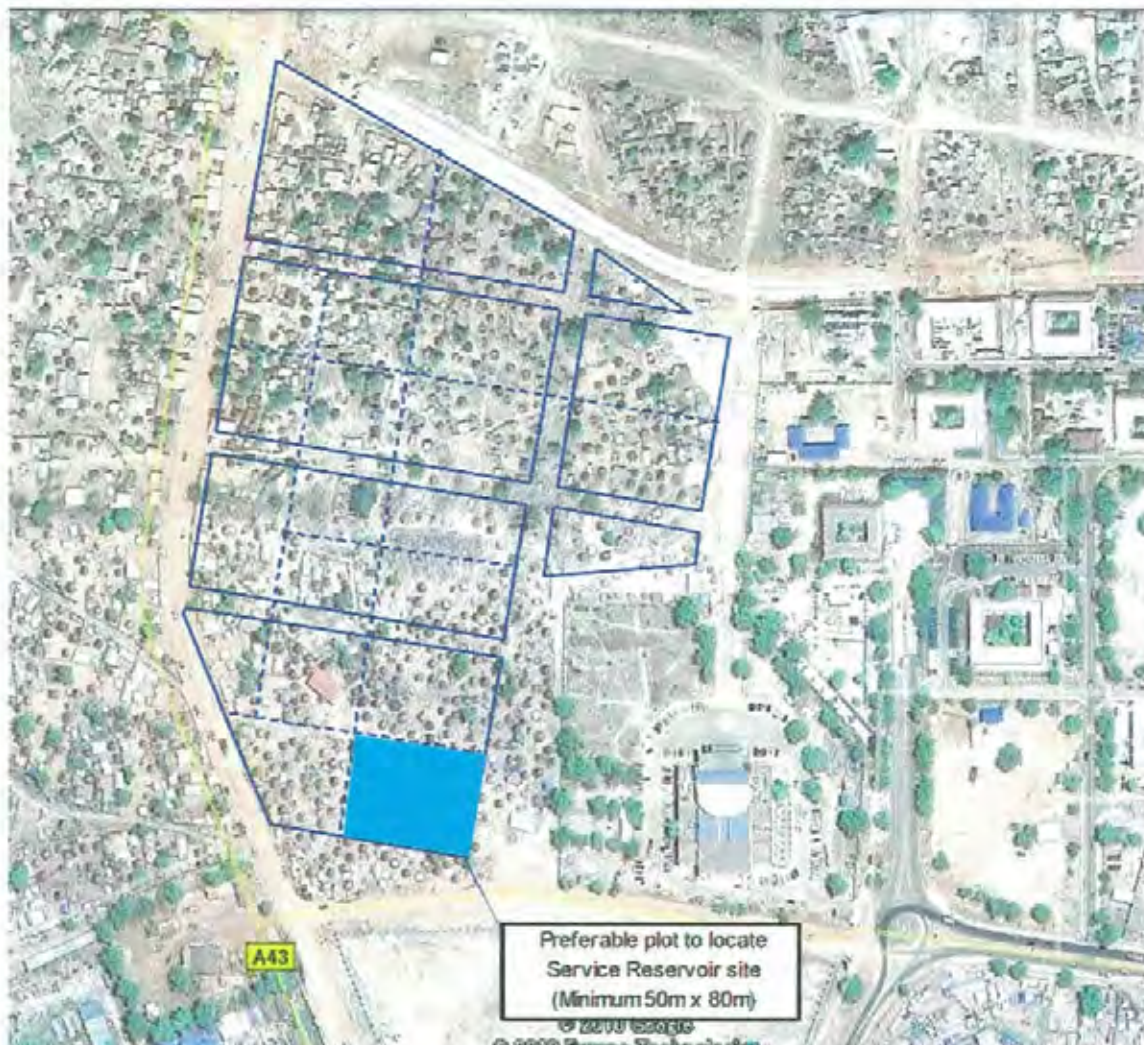 A43
Preferable plot to locate
Service Reservoir site
(Minimum 50m x 80m)